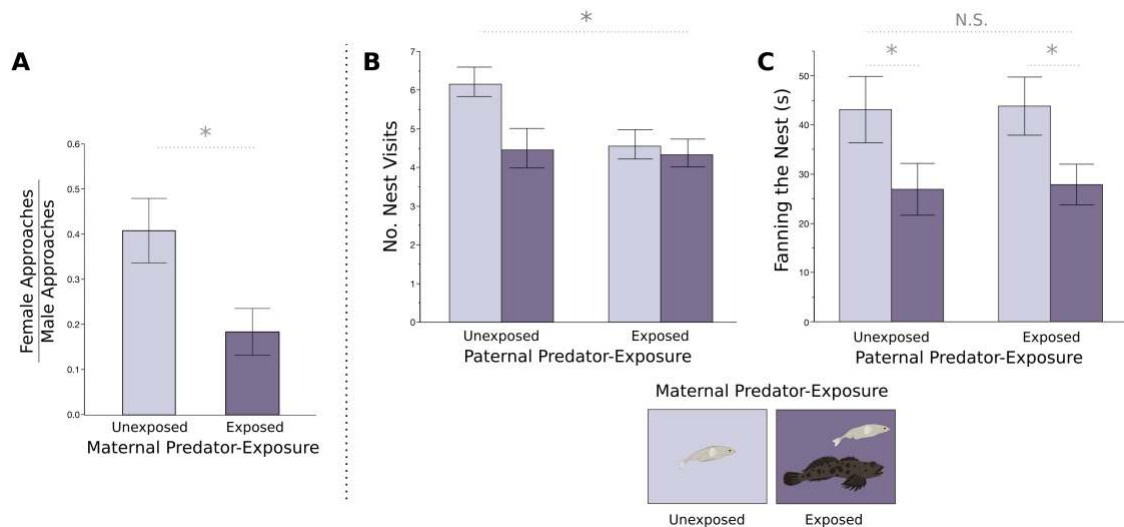 A
*
0.6
0.5
0.4
0.3
0.2
0.1
0.0
Female Approaches
Male Approaches
Unexposed Exposed
Maternal Predator-Exposure
B
*
7
6
5
4
3
2
1
0
No. Nest Visits
Unexposed Exposed
Paternal Predator-Exposure
C
N.S.
* *
50
40
30
20
10
0
Fanning the Nest (s)
Unexposed Exposed
Paternal Predator-Exposure
Maternal Predator-Exposure
Unexposed Exposed